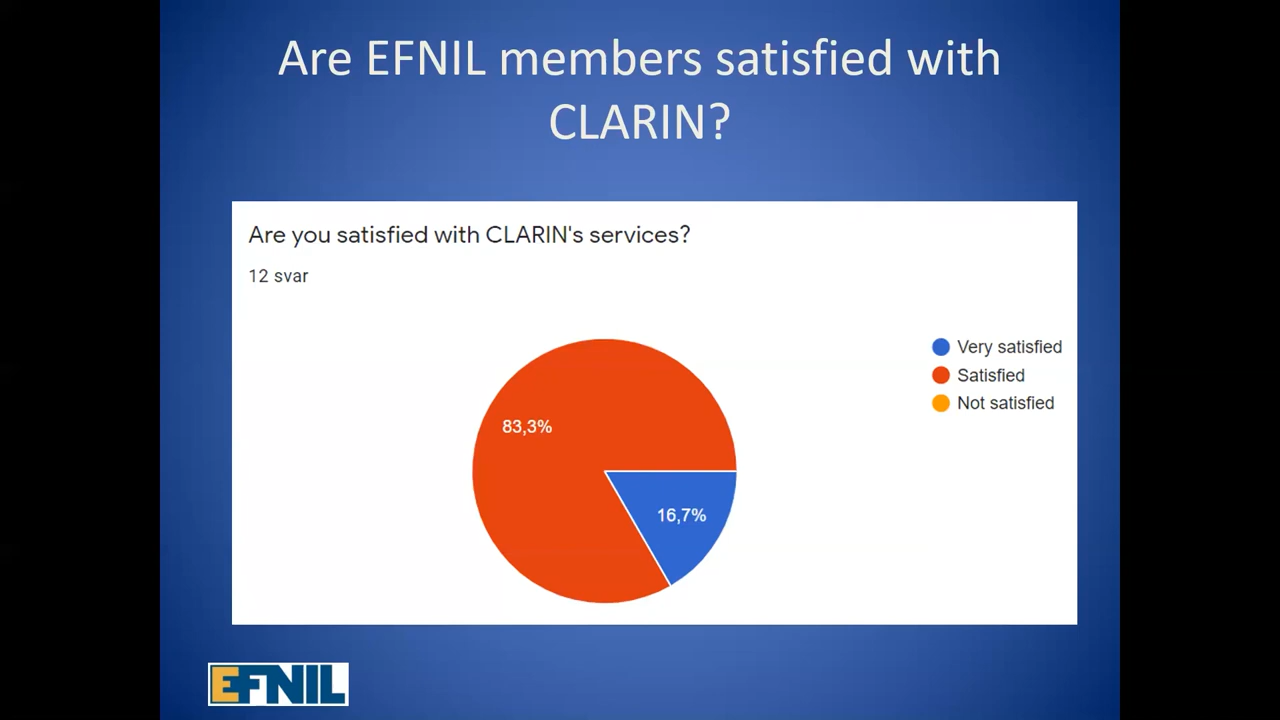 Are EFNIL members satisfied with
CLARIN?
Are you satisfied with CLARIN's services?
12 svar
Very satisfied
Satisfied
Not satisfied
83,3%
16,7%
EFNIL